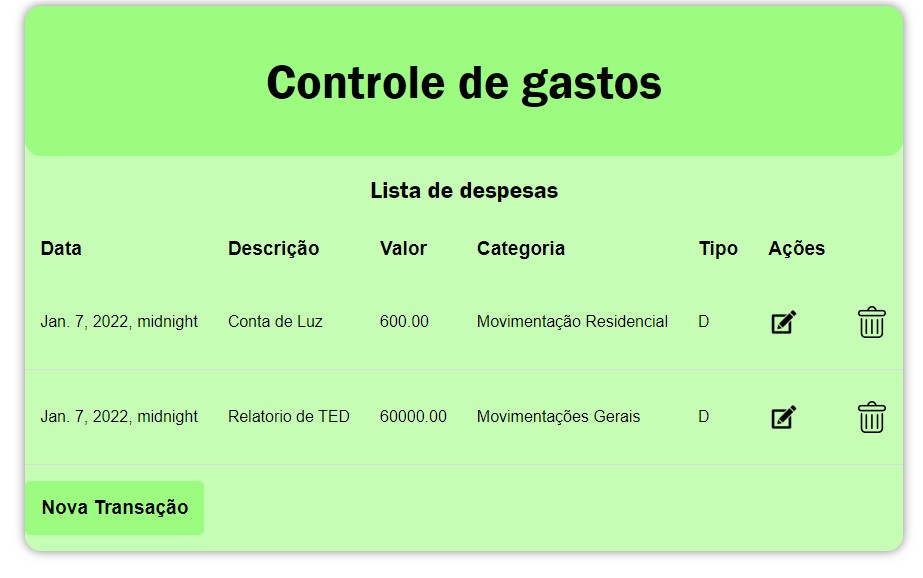 Controle de gastos
Lista de despesas
Data Descrição Valor Categoria Tipo Ações
Jan. 7, 2022, midnight Conta de Luz 600.00 Movimentação Residencial D
Jan. 7, 2022, midnight Relatorio de TED 60000.00 Movimentações Gerais D
Nova Transação